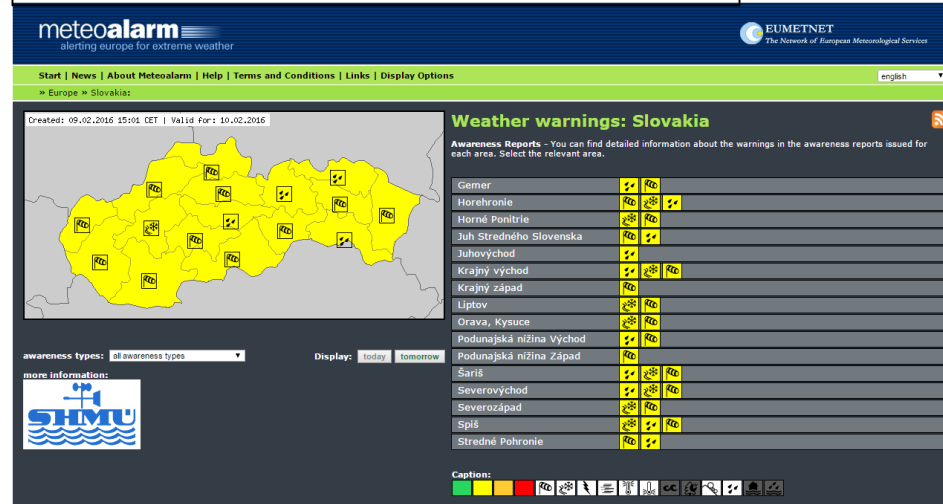 meteoalarm
alerting europe for extreme weather
EUMETNET
The Network of European Meteorological Services
Start | News | About Meteoalarm | Help | Terms and Conditions | Links | Display Options
english
» Europe » Slovakia:
Created: 09.02.2016 15:01 CET | Valid for: 10.02.2016
awareness types: all awareness types
Display: today tomorrow
more information:
SHMÚ
Weather warnings: Slovakia
Awareness Reports - You can find detailed information about the warnings in the awareness reports issued for
each area. Select the relevant area.
Gemer
Horehronie
Horné Ponitrie
Juh Stredného Slovenska
Juhovýchod
Krajný východ
Krajný západ
Liptov
Orava, Kysuce
Podunajská nížina Východ
Podunajská nížina Západ
Šariš
Severovýchod
Severozápad
Spiš
Stredné Pohronie
Caption: